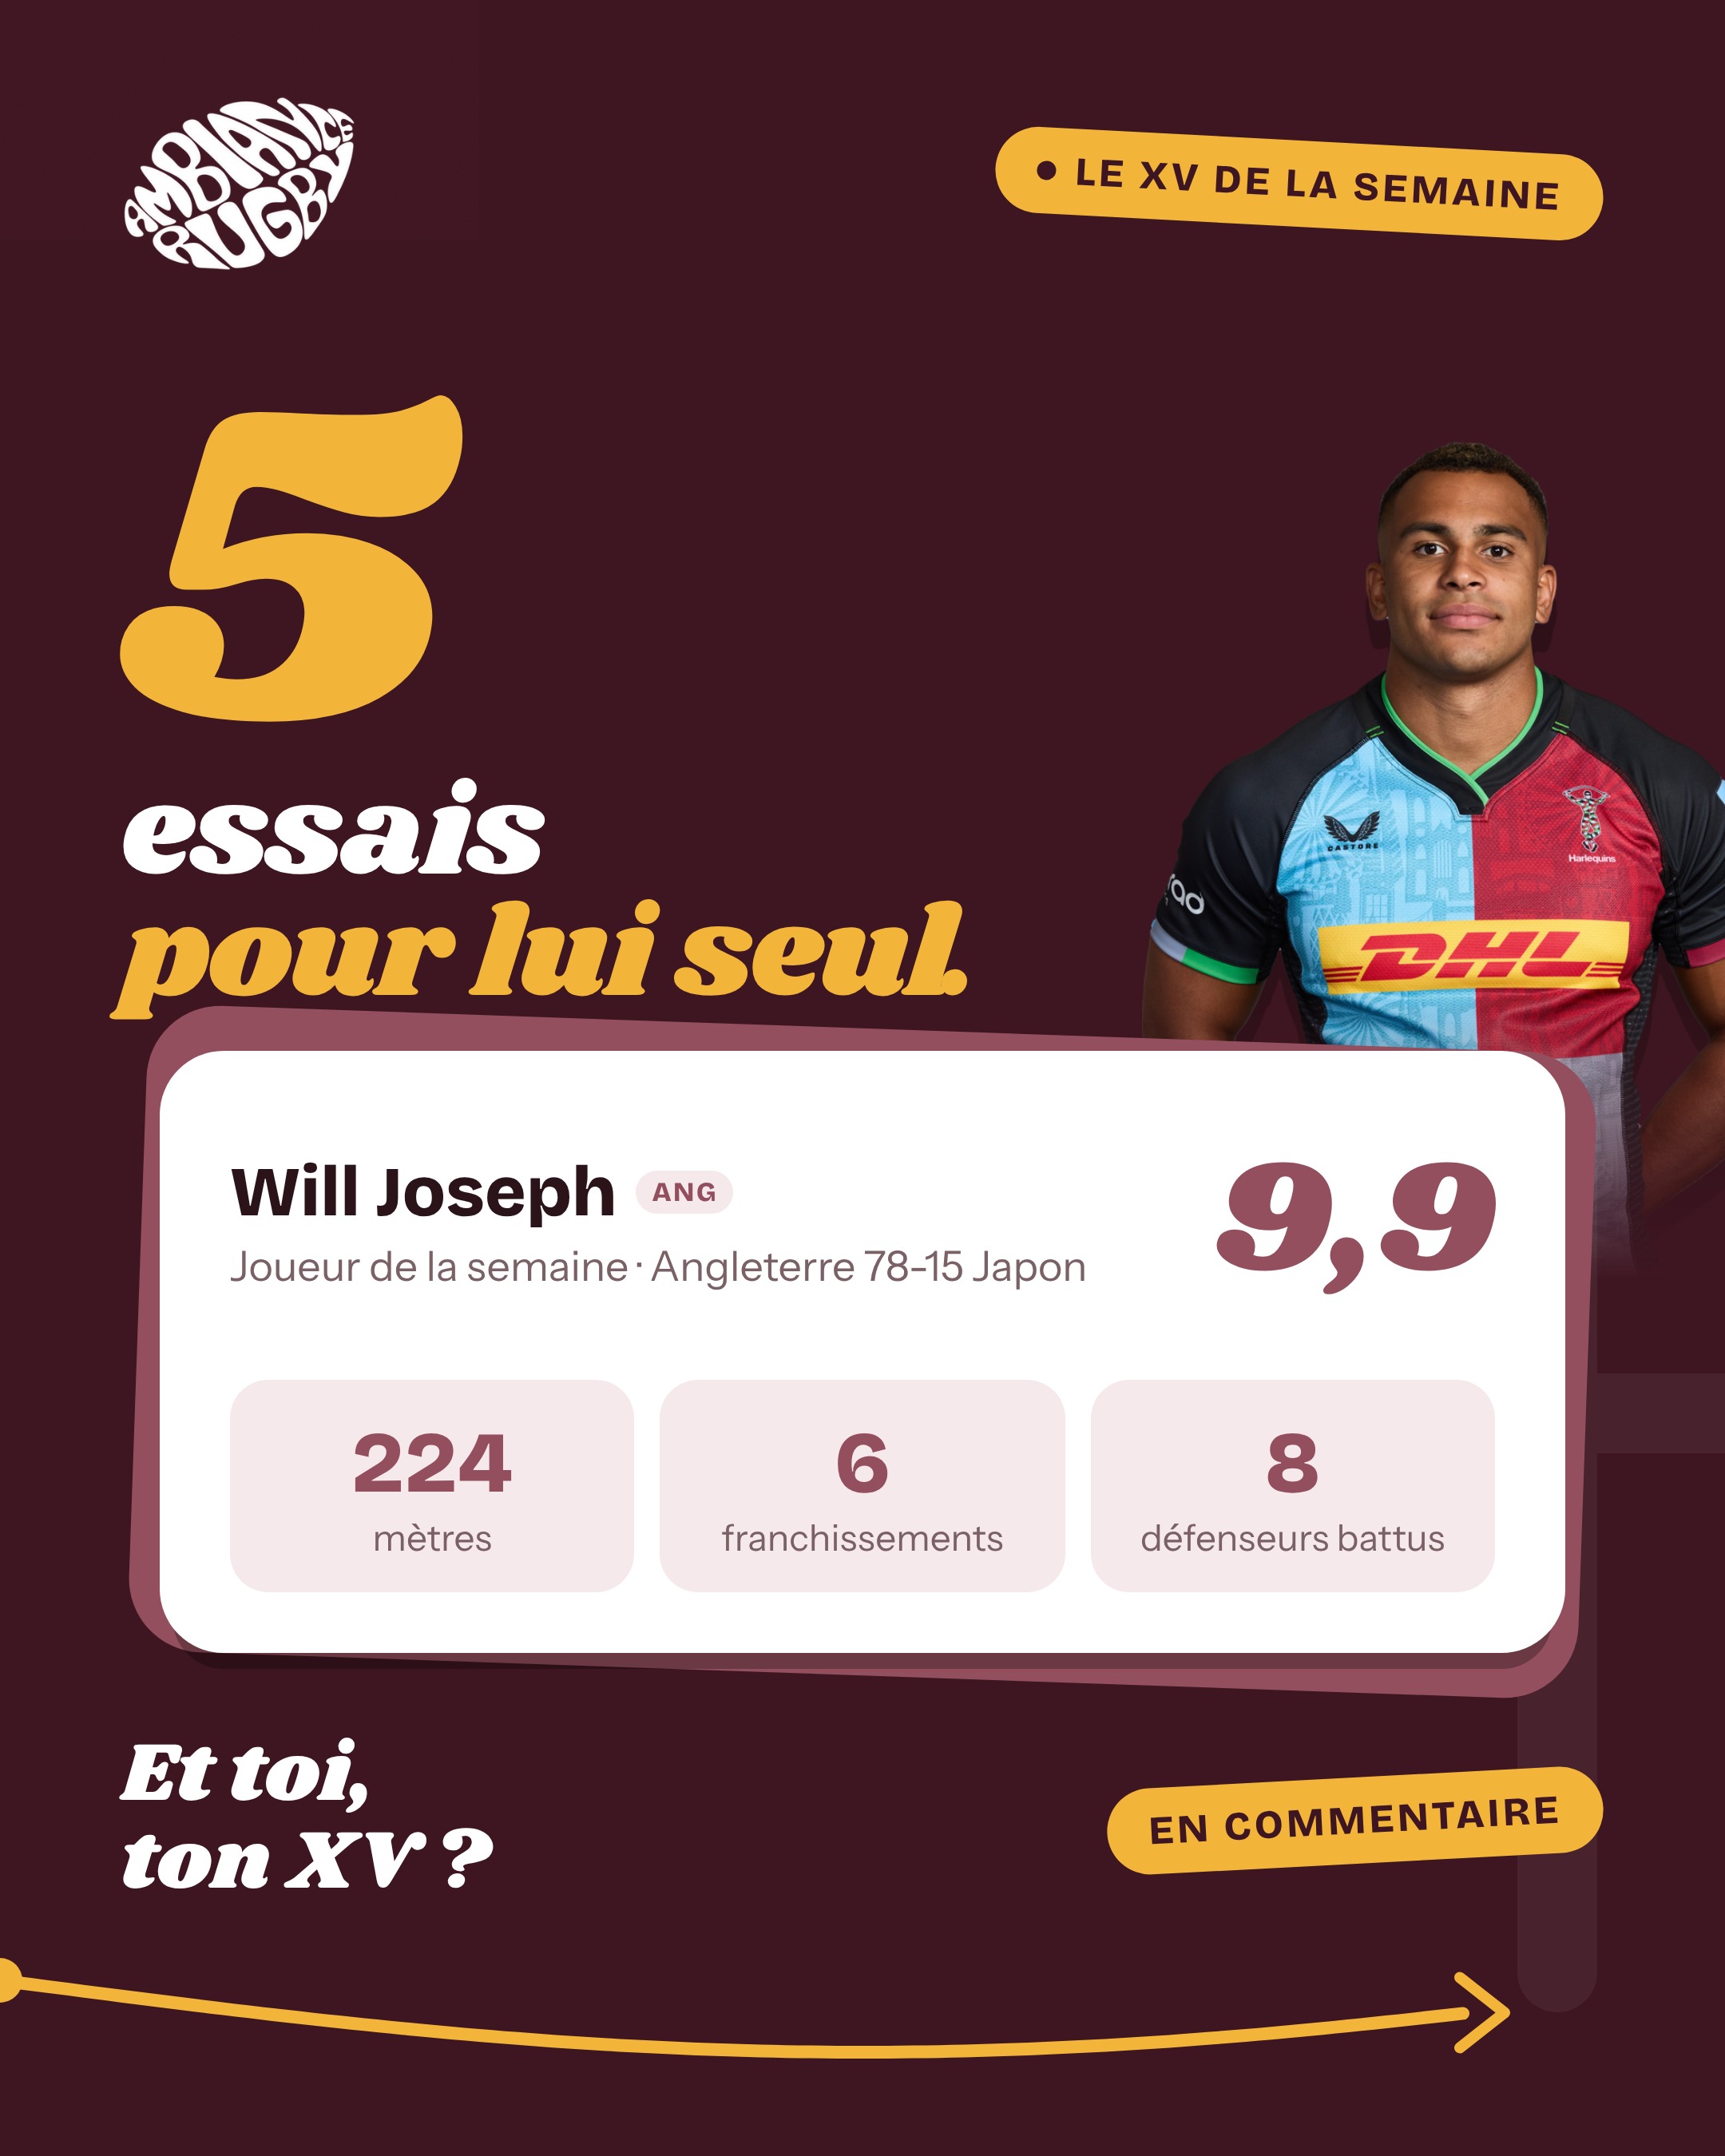 AMBIANCE
RUGBY
• LE XV DE LA SEMAINE
5
essais
pour lui seul.
CASTORE
Harlequins
DHL
Will Joseph ANG
Joueur de la semaine · Angleterre 78-15 Japon
9,9
224
mètres
6
franchissements
8
défenseurs battus
Et toi,
ton XV ?
EN COMMENTAIRE